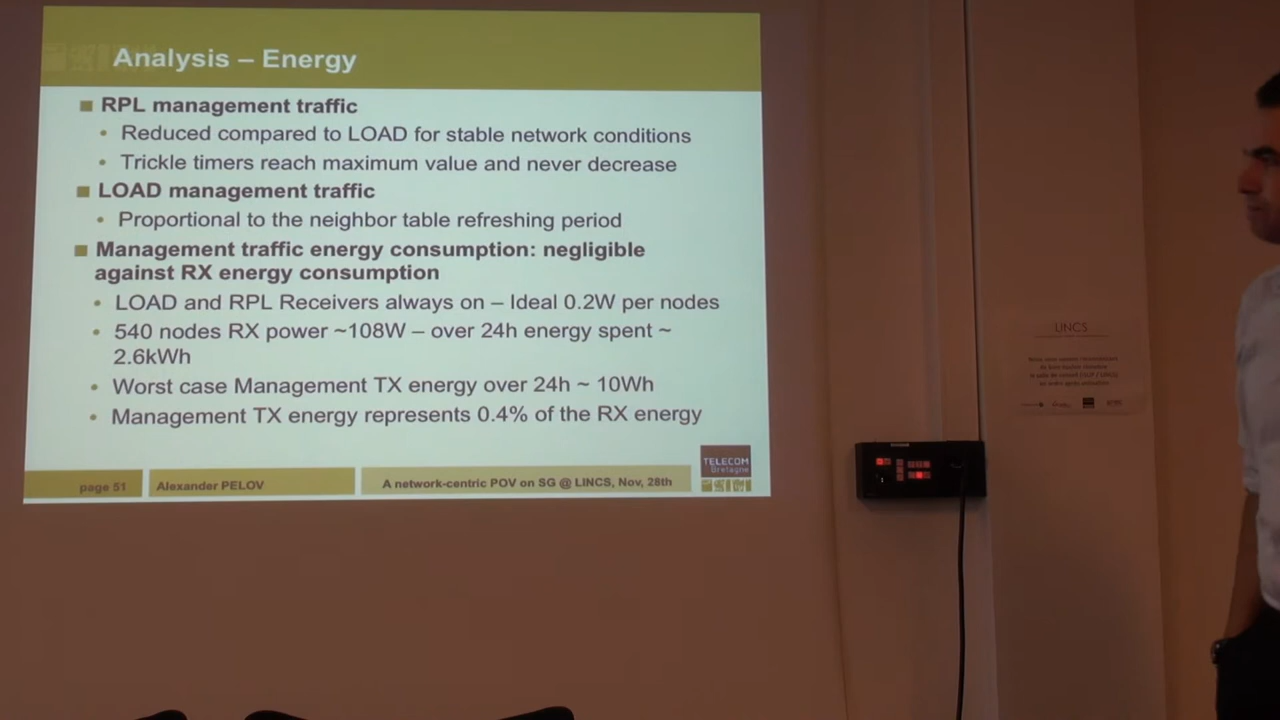 Analysis – Energy
RPL management traffic
Reduced compared to LOAD for stable network conditions
Trickle timers reach maximum value and never decrease
LOAD management traffic
Proportional to the neighbor table refreshing period
Management traffic energy consumption: negligible
against RX energy consumption
LOAD and RPL Receivers always on – Ideal 0.2W per nodes
540 nodes RX power ~108W – over 24h energy spent ~
2.6kWh
Worst case Management TX energy over 24h ~ 10Wh
Management TX energy represents 0.4% of the RX energy
page 51
Alexander PELOV
A network-centric POV on SG @ LINCS, Nov, 28th
TELECOM
Bretagne
LINCS